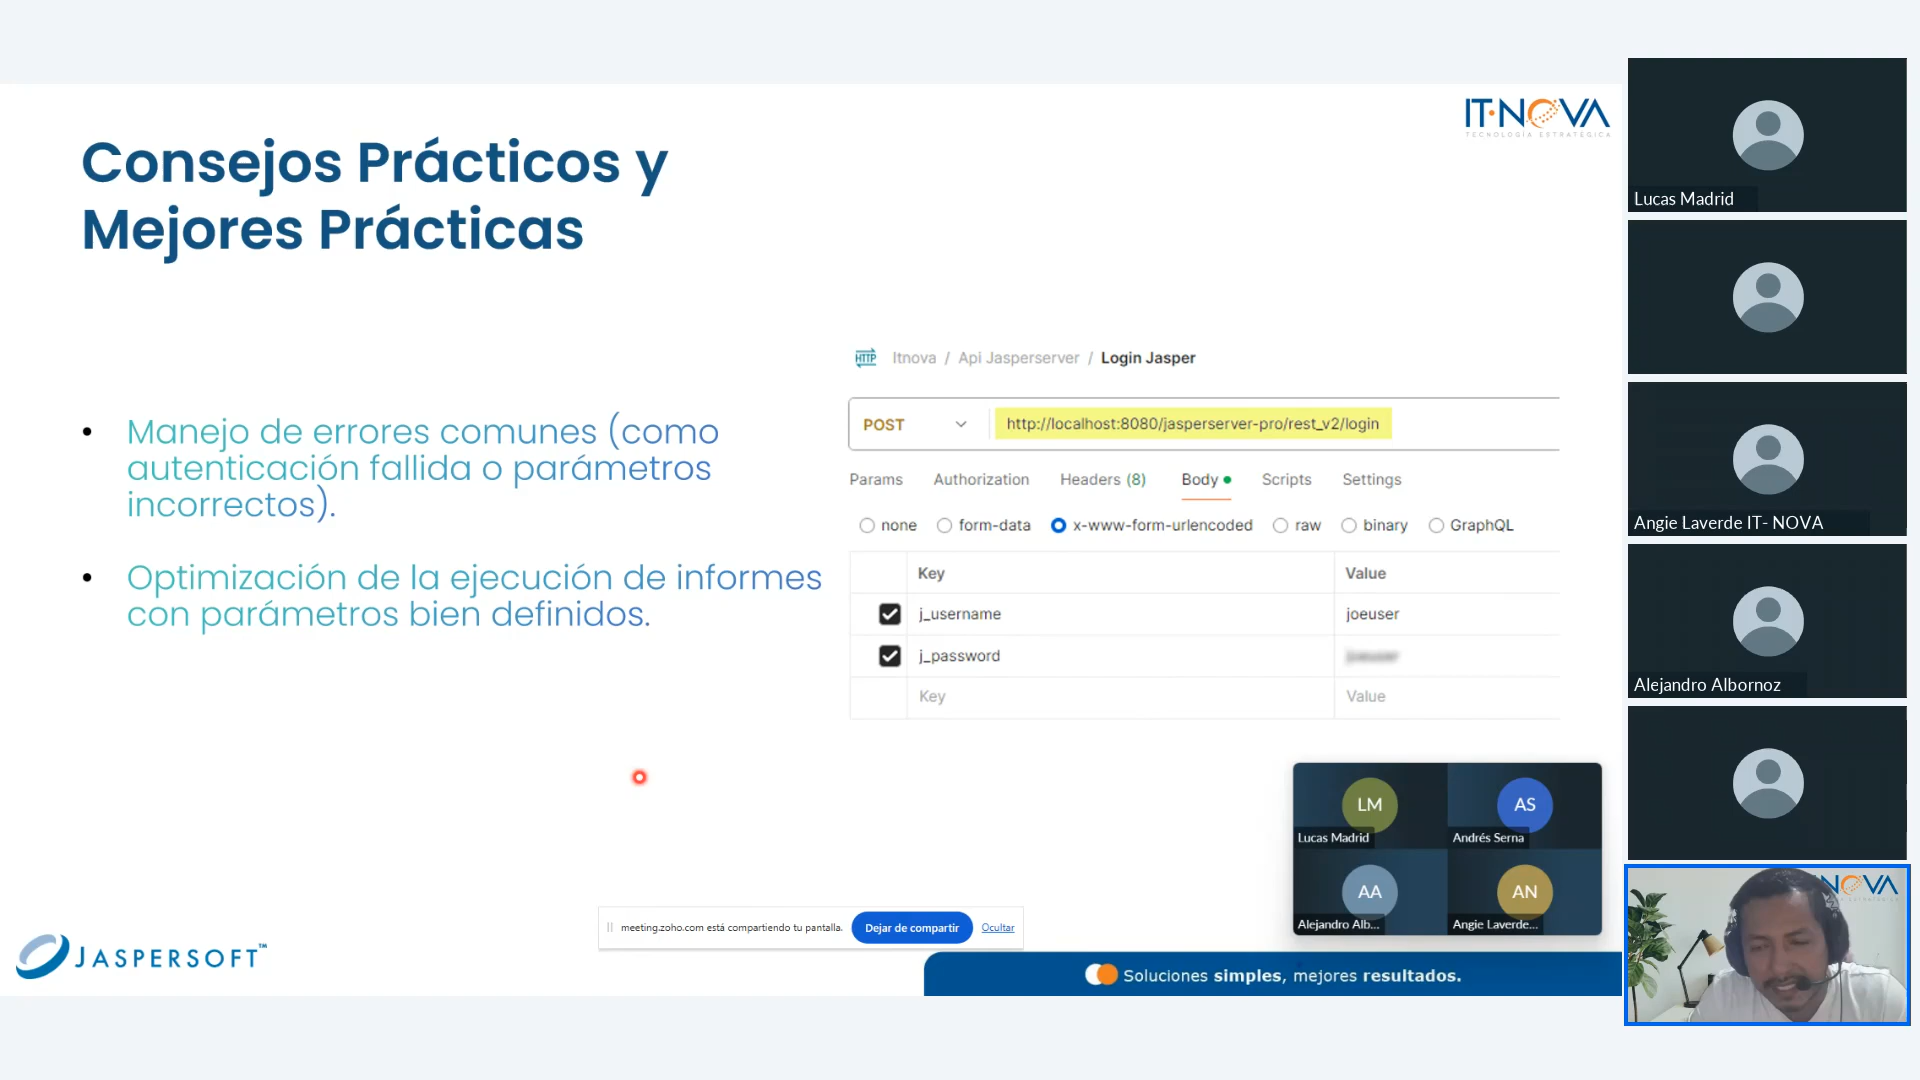 IT·NOVA
TECNOLOGÍA ESTRATÉGICA
Consejos Prácticos y
Mejores Prácticas
• Manejo de errores comunes (como
autenticación fallida o parámetros
incorrectos).
• Optimización de la ejecución de informes
con parámetros bien definidos.
HTTP Itnova / Api Jasperserver / Login Jasper
POST http://localhost:8080/jasperserver-pro/rest_v2/login
Params Authorization Headers (8) Body Scripts Settings
none form-data x-www-form-urlencoded raw binary GraphQL
Key Value
j_username joeuser
j_password
Key Value
LM AS
Lucas Madrid Andrés Serna
AA AN
Alejandro Alb... Angie Laverde...
meeting.zoho.com está compartiendo tu pantalla. Dejar de compartir Ocultar
JASPERSOFT™
Soluciones simples, mejores resultados.
Lucas Madrid
Angie Laverde IT- NOVA
Alejandro Albornoz
NOVA